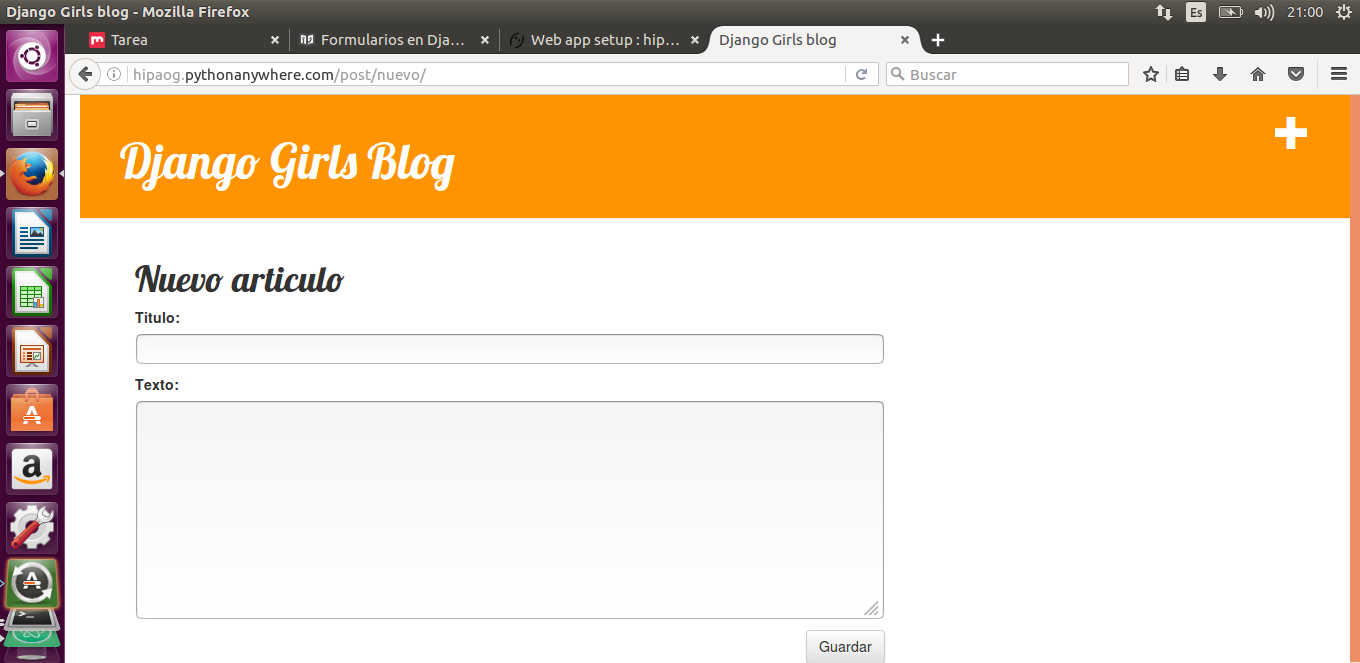 Django Girls blog - Mozilla Firefox
Es
21:00
Tarea
Formularios en Dja...
Web app setup : hip...
Django Girls blog
hipaog.pythonanywhere.com/post/nuevo/
Buscar
Django Girls Blog
Nuevo articulo
Titulo:
Texto:
Guardar